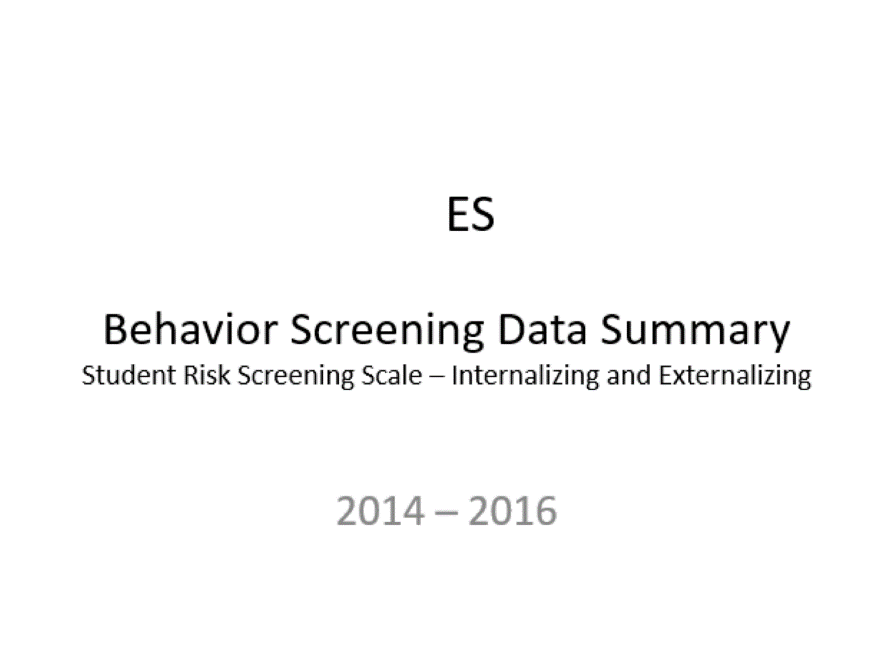 ES
Behavior Screening Data Summary
Student Risk Screening Scale – Internalizing and Externalizing
2014 – 2016